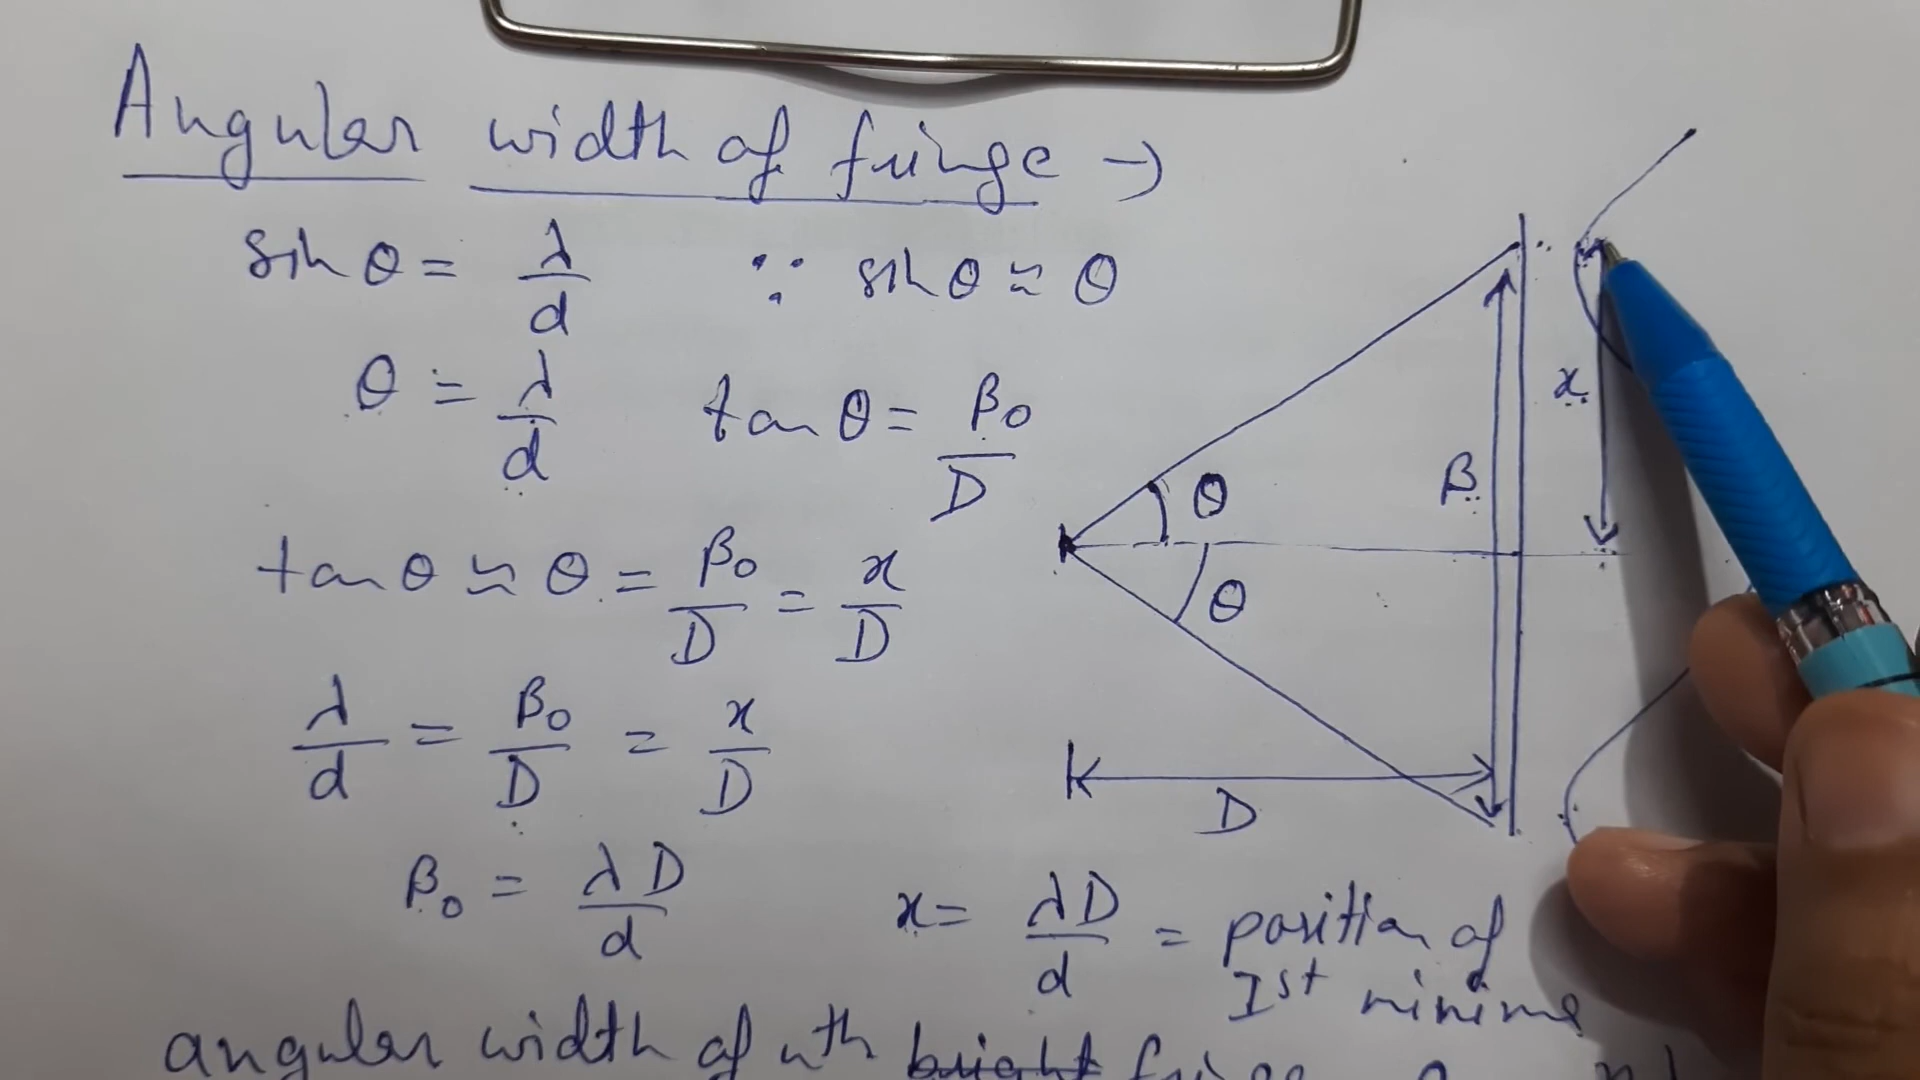 Angular width of fringe →
sin θ = λ/d ∵ sin θ ≈ θ
θ = λ/d tan θ = β₀/D
tan θ ≈ θ = β₀/D = x/D
λ/d = β₀/D = x/D
β₀ = λD/d x = λD/d = position of
Ist minima
angular width of nth bright fringe
θ
θ
β
x
D